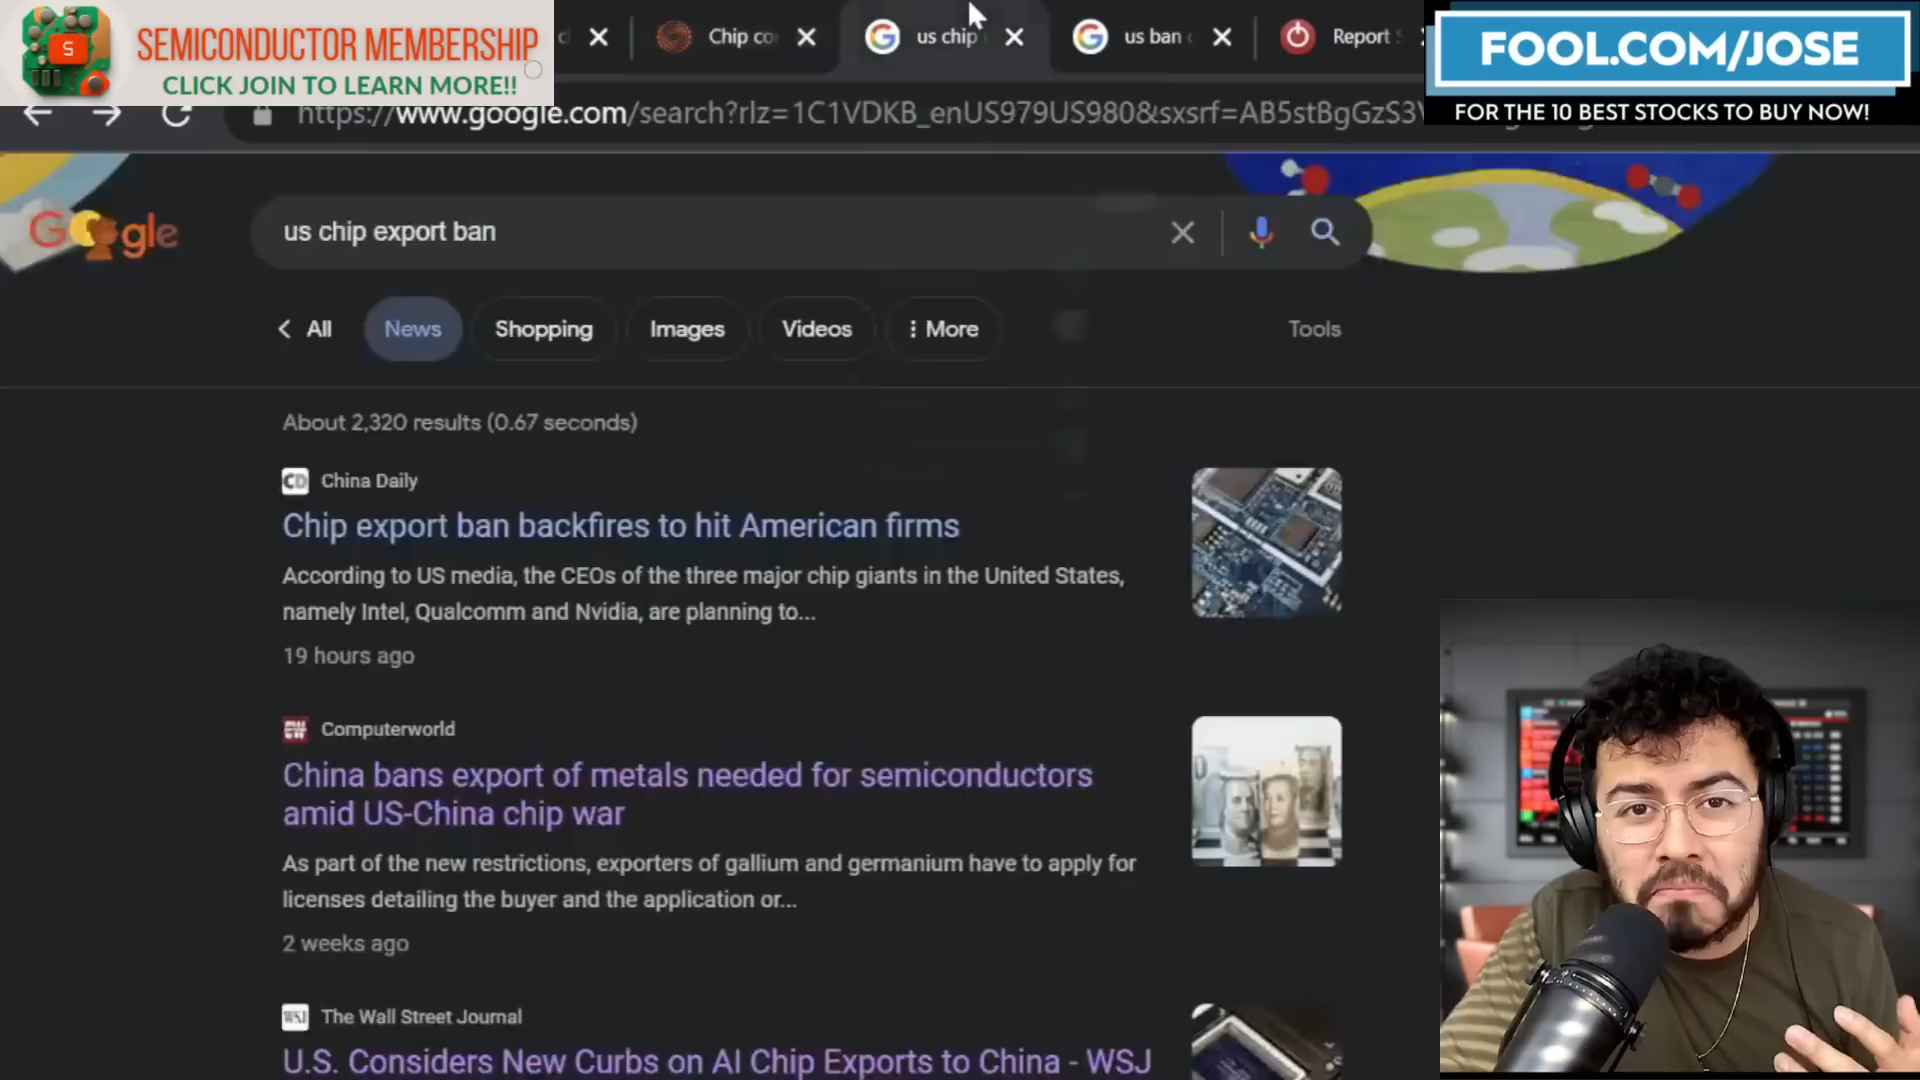 SEMICONDUCTOR MEMBERSHIP
CLICK JOIN TO LEARN MORE!!
S
Chip co
us chip
us ban
Report
FOOL.COM/JOSE
FOR THE 10 BEST STOCKS TO BUY NOW!
https://www.google.com/search?rlz=1C1VDKB_enUS979US980&sxsrf=AB5stBgGzS3
Google
us chip export ban
All
News
Shopping
Images
Videos
More
Tools
About 2,320 results (0.67 seconds)
CD China Daily
Chip export ban backfires to hit American firms
According to US media, the CEOs of the three major chip giants in the United States,
namely Intel, Qualcomm and Nvidia, are planning to...
19 hours ago
Computerworld
China bans export of metals needed for semiconductors
amid US-China chip war
As part of the new restrictions, exporters of gallium and germanium have to apply for
licenses detailing the buyer and the application or...
2 weeks ago
WSJ The Wall Street Journal
U.S. Considers New Curbs on AI Chip Exports to China - WSJ